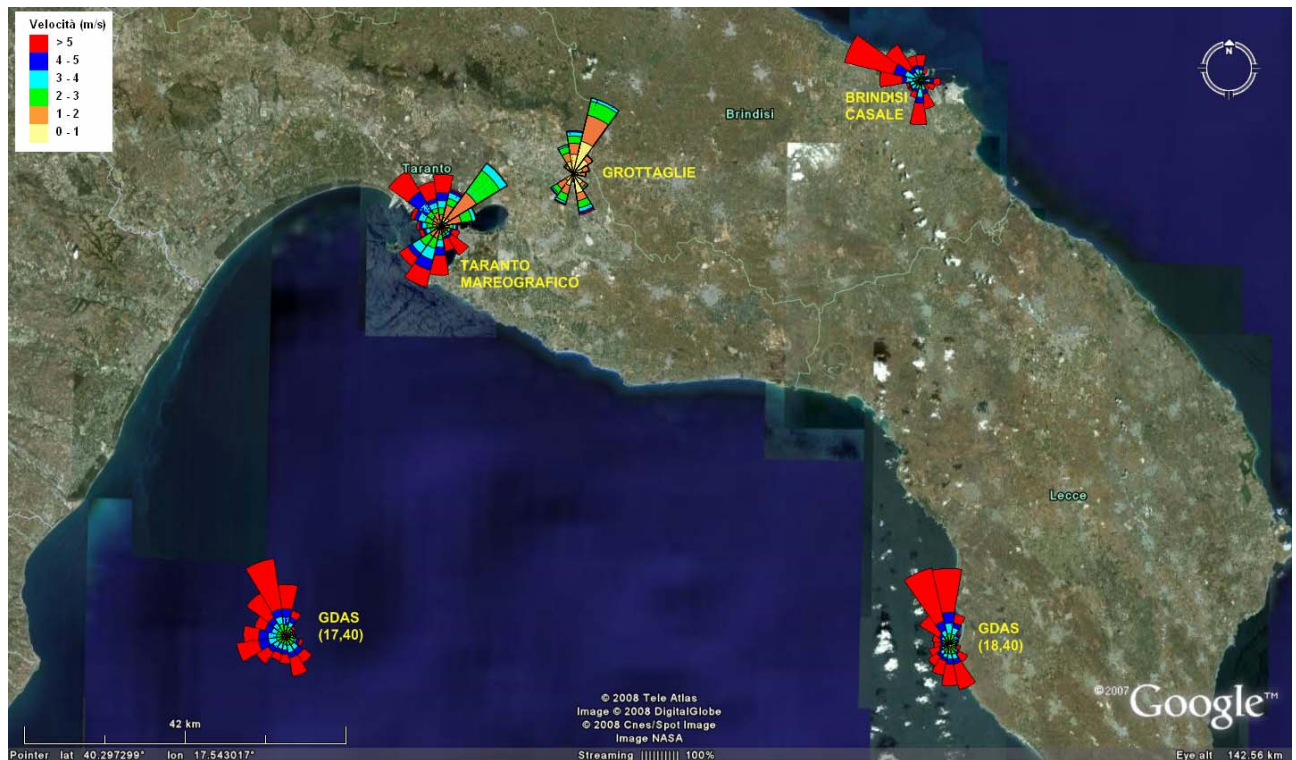 Velocità (m/s)
> 5
4 - 5
3 - 4
2 - 3
1 - 2
0 - 1
N
BRINDISI
CASALE
Brindisi
Taranto
GROTTAGLIE
TARANTO
MAREOGRAFICO
Lecce
GDAS
(17,40)
GDAS
(18,40)
© 2008 Tele Atlas
Image © 2008 DigitalGlobe
© 2008 Cnes/Spot Image
Image NASA
©2007 Google™
42 km
Pointer lat 40.297299° lon 17.543017° Streaming |||||||||| 100% Eye alt 142.56 km